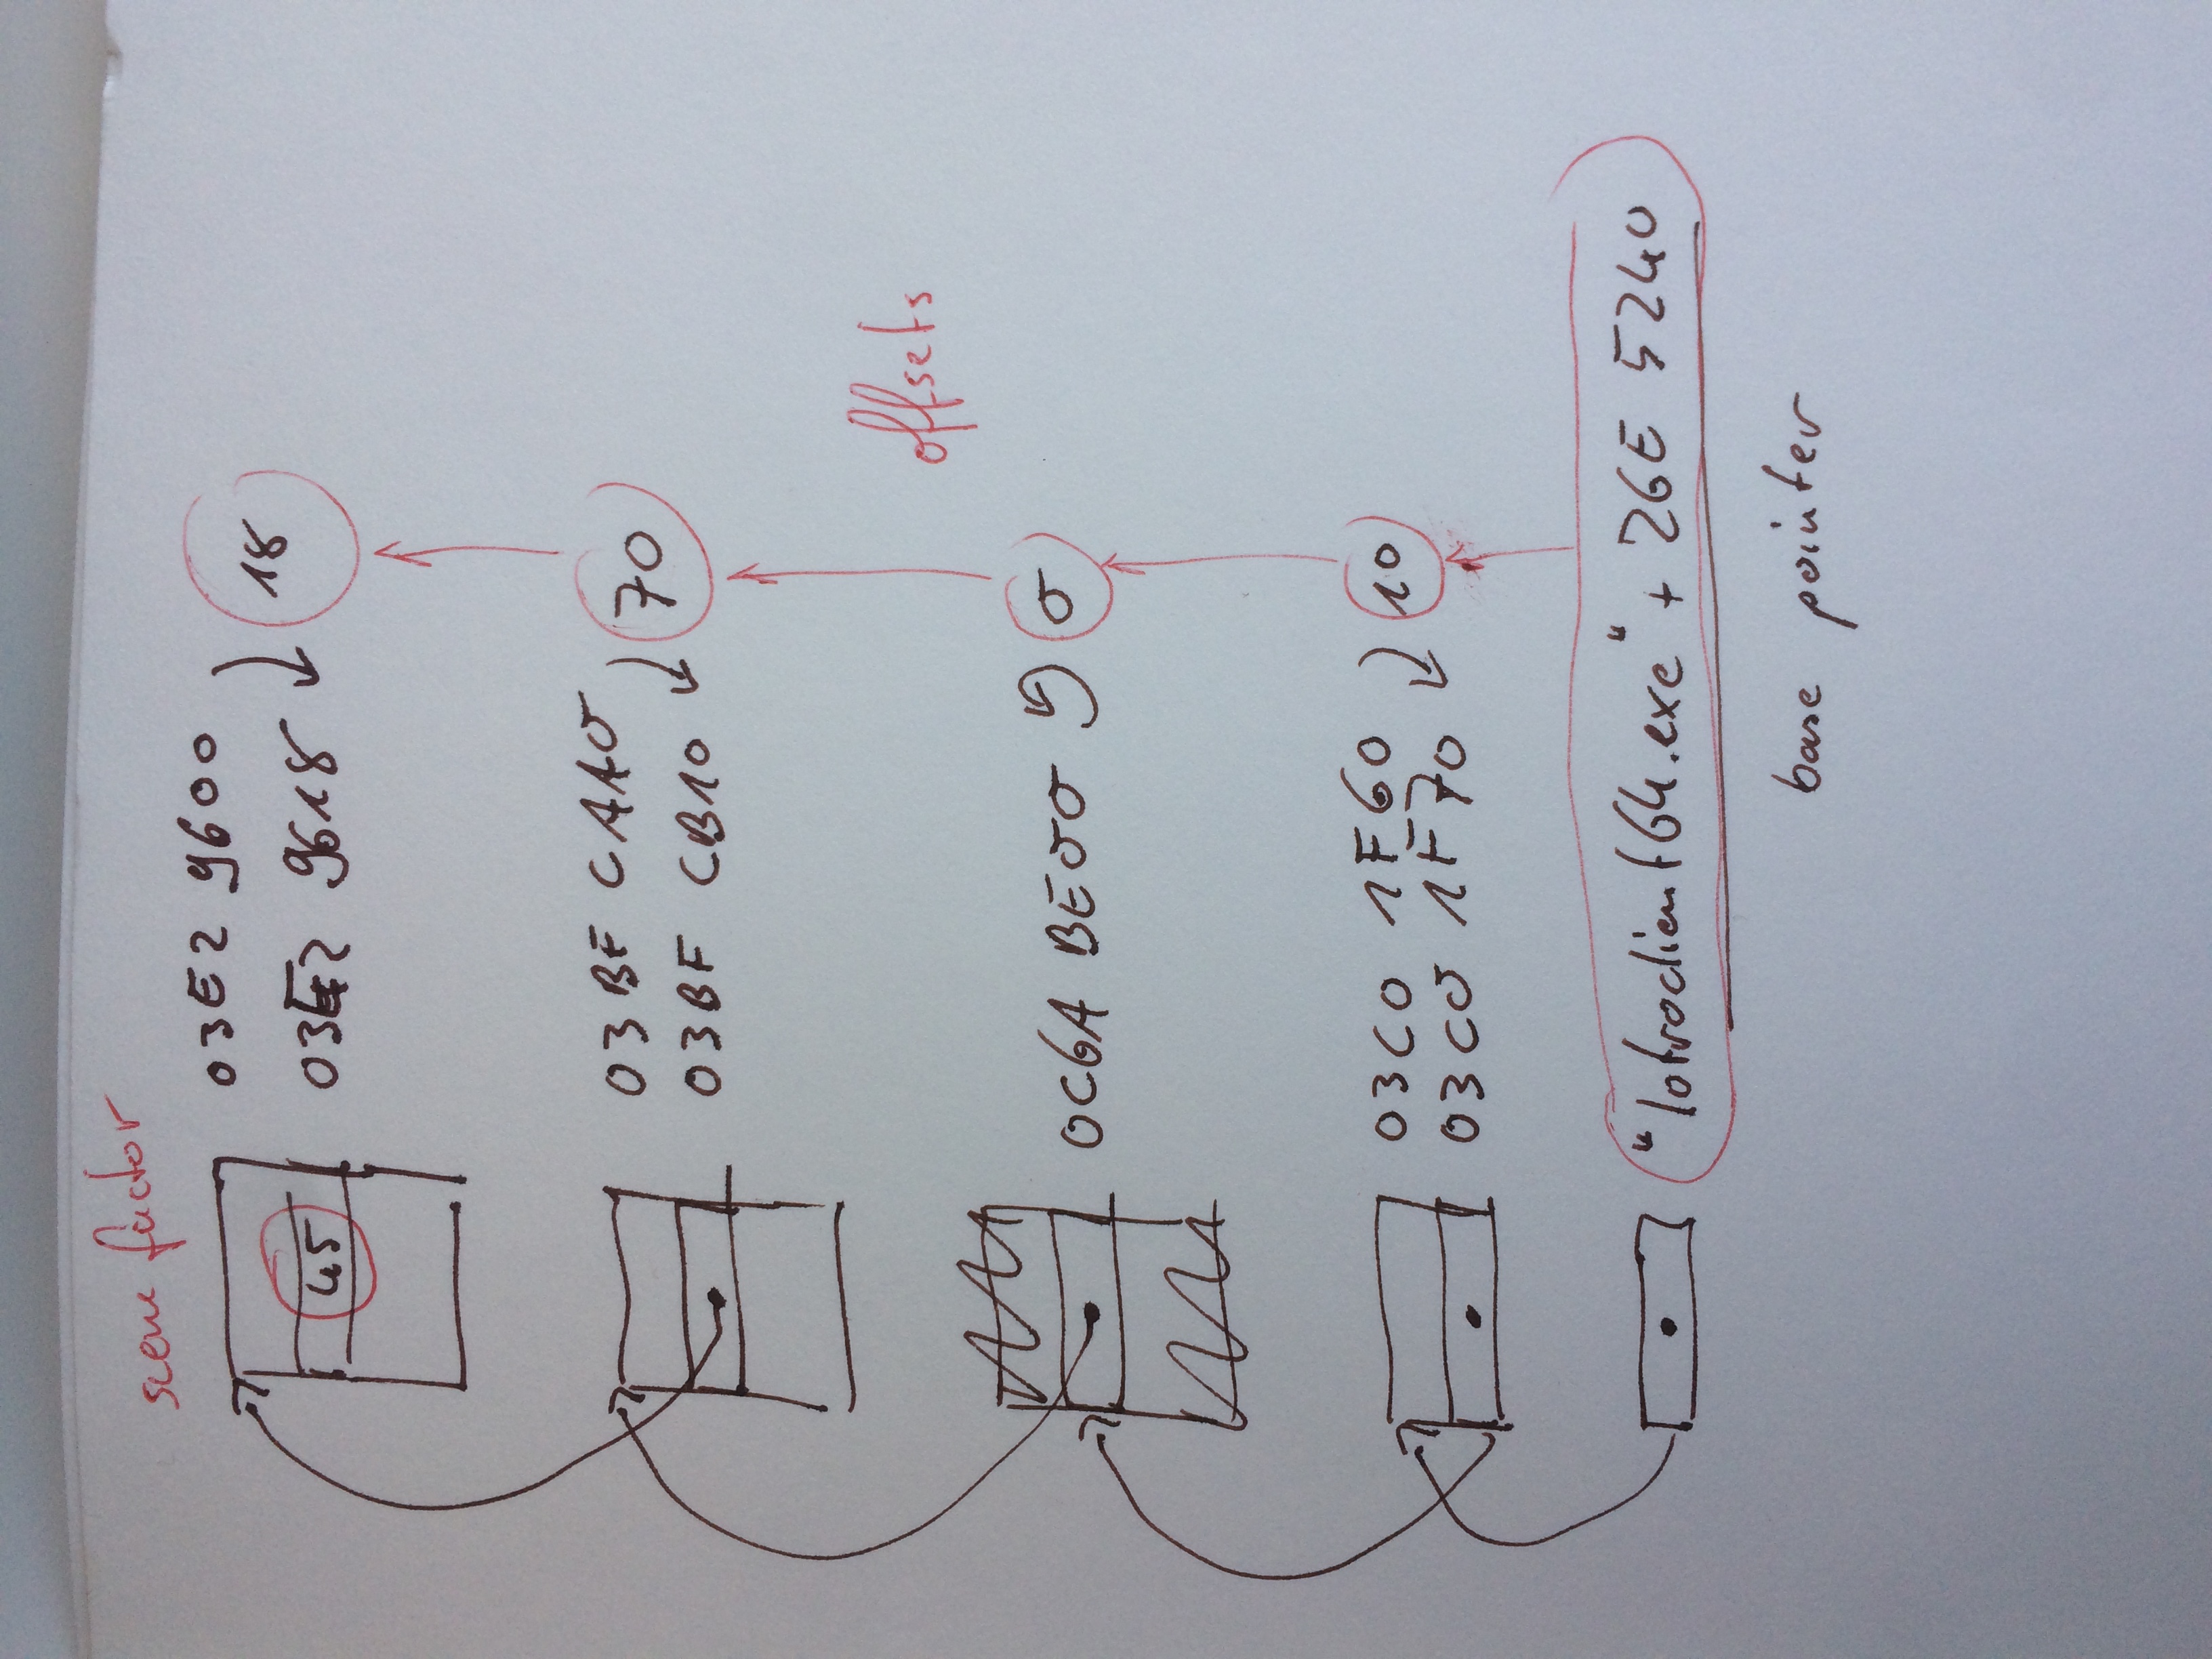 scene factor
03E2 9600
18
45
03E2 9618
03BF CAA0
70
03BF CB10
offsets
0C6A BE00
0
03C0 1F60
10
03C0 1F70
"lotroclient64.exe" + 26E 5240
base pointer